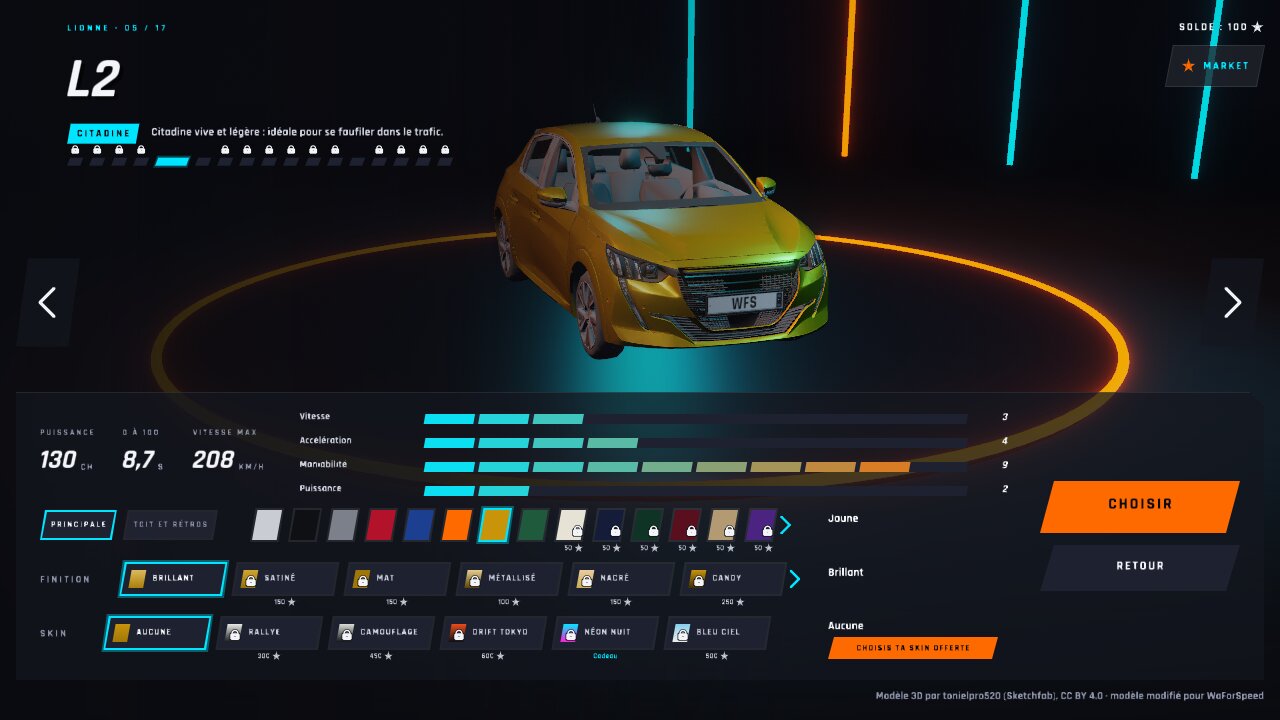 LIONNE · 05 / 17
SOLDE : 100 ★
L2
★ MARKET
CITADINE Citadine vive et légère : idéale pour se faufiler dans le trafic.
WFS
PUISSANCE 0 À 100 VITESSE MAX
130 CH 8,7 S 208 KM/H
Vitesse 3
Accélération 4
Maniabilité 9
Puissance 2
PRINCIPALE TOIT ET RÉTROS
50 ★ 50 ★ 50 ★ 50 ★ 50 ★ 50 ★
Jaune
CHOISIR
FINITION BRILLANT SATINÉ MAT MÉTALLISÉ NACRÉ CANDY
150 ★ 150 ★ 100 ★ 150 ★ 250 ★
Brillant
RETOUR
SKIN AUCUNE RALLYE CAMOUFLAGE DRIFT TOKYO NÉON NUIT BLEU CIEL
300 ★ 450 ★ 600 ★ Cadeau 500 ★
Aucune
CHOISIS TA SKIN OFFERTE
Modèle 3D par tonielpro520 (Sketchfab), CC BY 4.0 · modèle modifié pour WaForSpeed